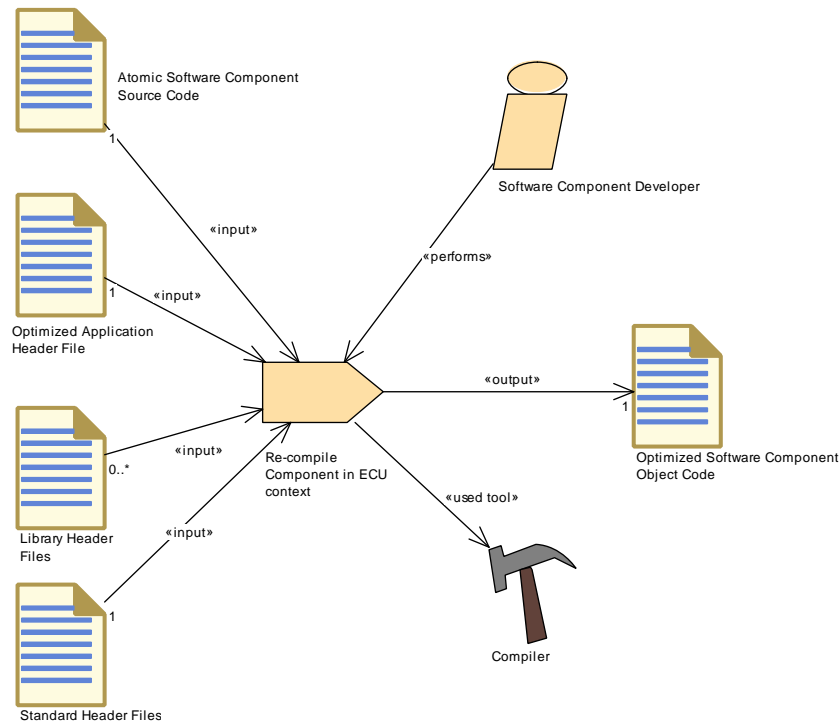 Atomic Software Component
Source Code
1
«input»
Software Component Developer
«performs»
Optimized Application
Header File
1
«input»
«output»
1
Optimized Software Component
Object Code
Re-compile
Component in ECU
context
Library Header
Files
0..*
«input»
«used tool»
«input»
Compiler
1
Standard Header Files